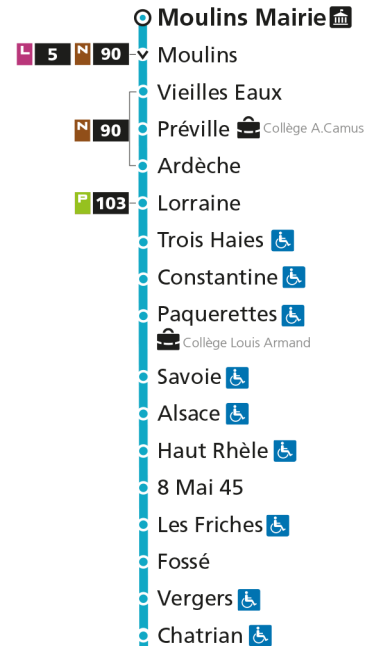 Moulins Mairie
L 5 N 90 Moulins
Vieilles Eaux
N 90 Préville Collège A.Camus
Ardèche
P 103 Lorraine
Trois Haies
Constantine
Paquerettes
Collège Louis Armand
Savoie
Alsace
Haut Rhèle
8 Mai 45
Les Friches
Fossé
Vergers
Chatrian